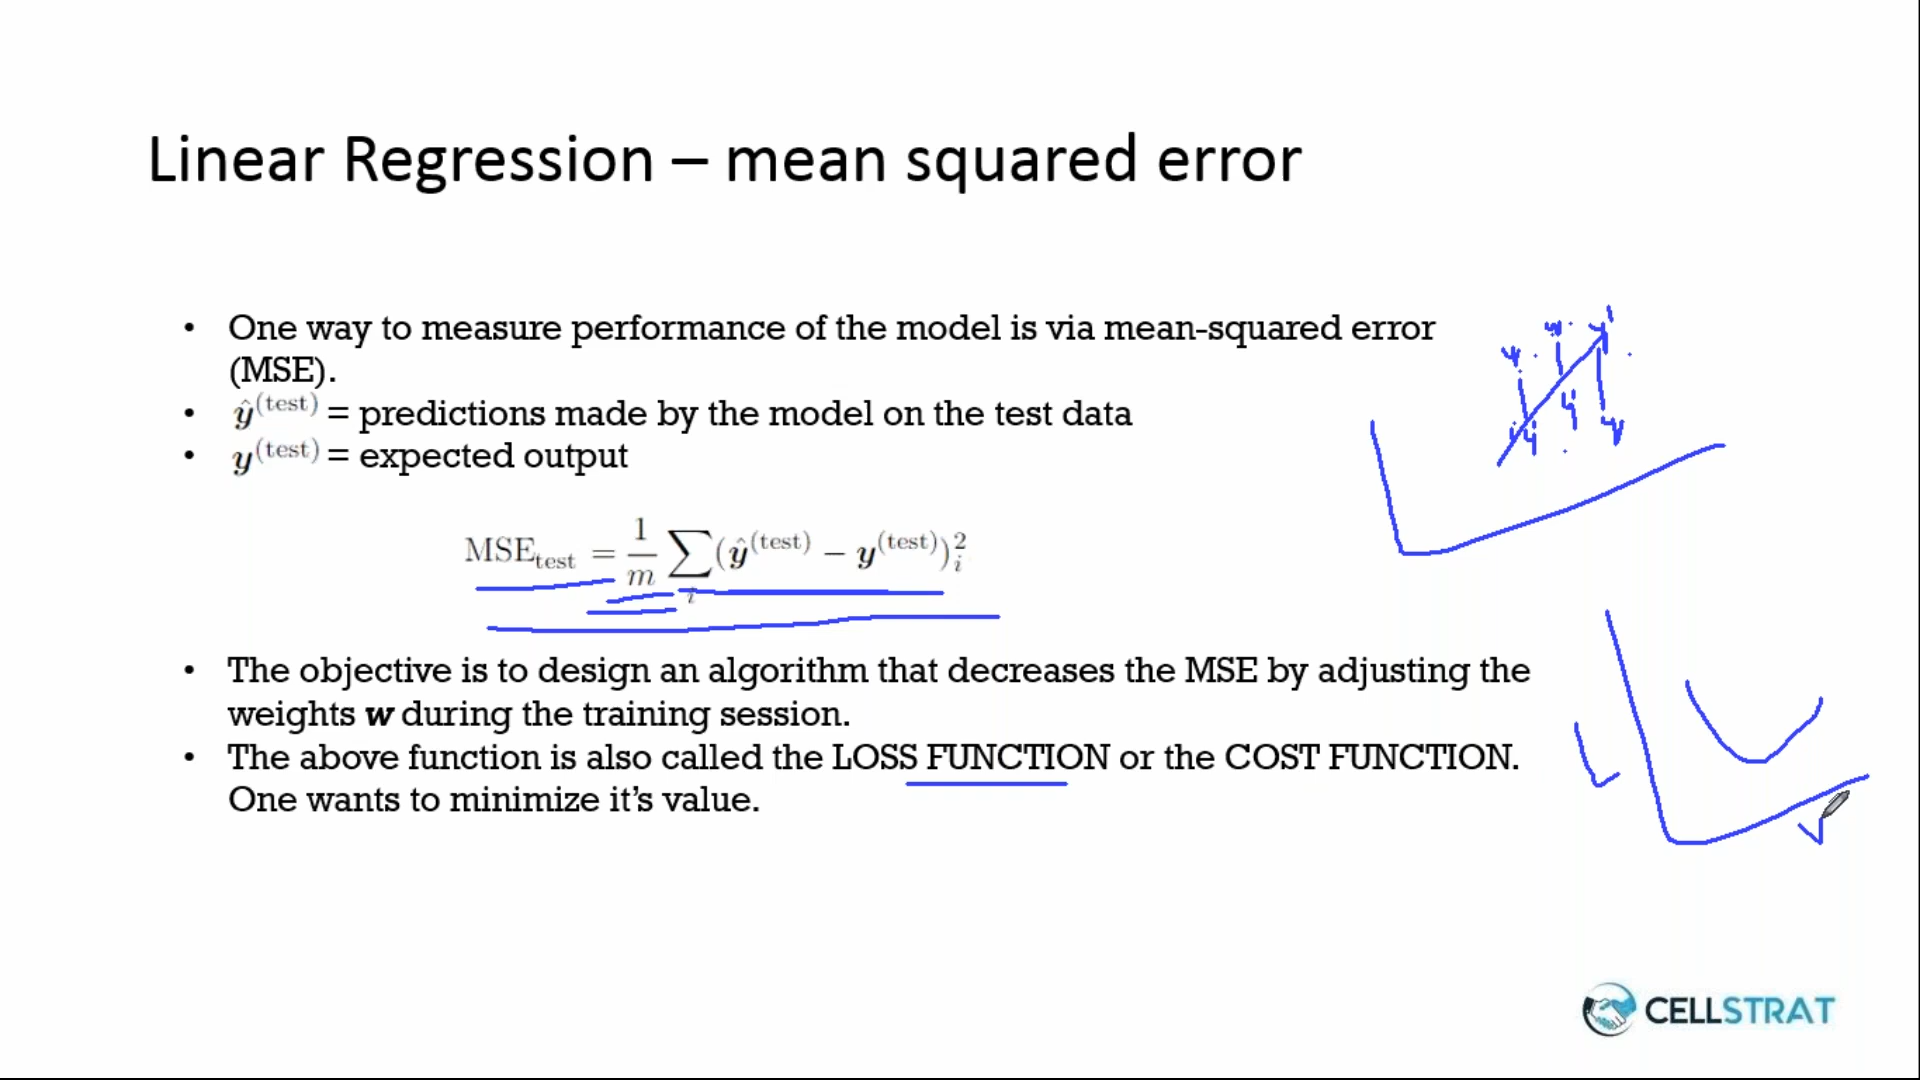 Linear Regression – mean squared error
• One way to measure performance of the model is via mean-squared error
(MSE).
• ŷ^(test) = predictions made by the model on the test data
• y^(test) = expected output
MSE_test = 1/m ∑_i (ŷ^(test) − y^(test))_i^2
• The objective is to design an algorithm that decreases the MSE by adjusting the
weights w during the training session.
• The above function is also called the LOSS FUNCTION or the COST FUNCTION.
One wants to minimize it’s value.
CELLSTRAT